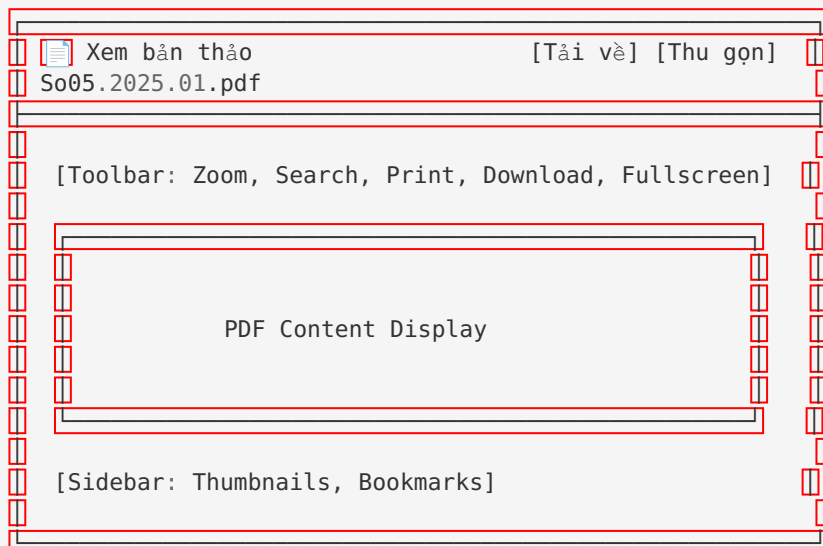 📄 Xem bản thảo [Tải về] [Thu gọn]
So05.2025.01.pdf
[Toolbar: Zoom, Search, Print, Download, Fullscreen]
PDF Content Display
[Sidebar: Thumbnails, Bookmarks]